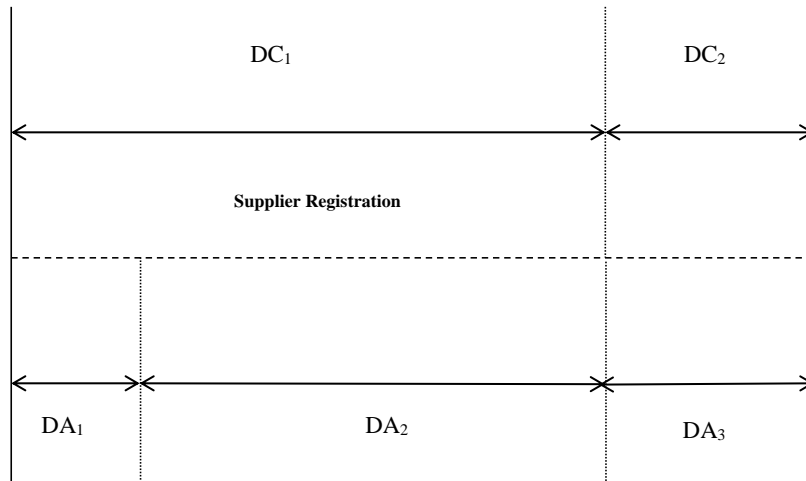 DC₁ DC₂
Supplier Registration
DA₁ DA₂ DA₃